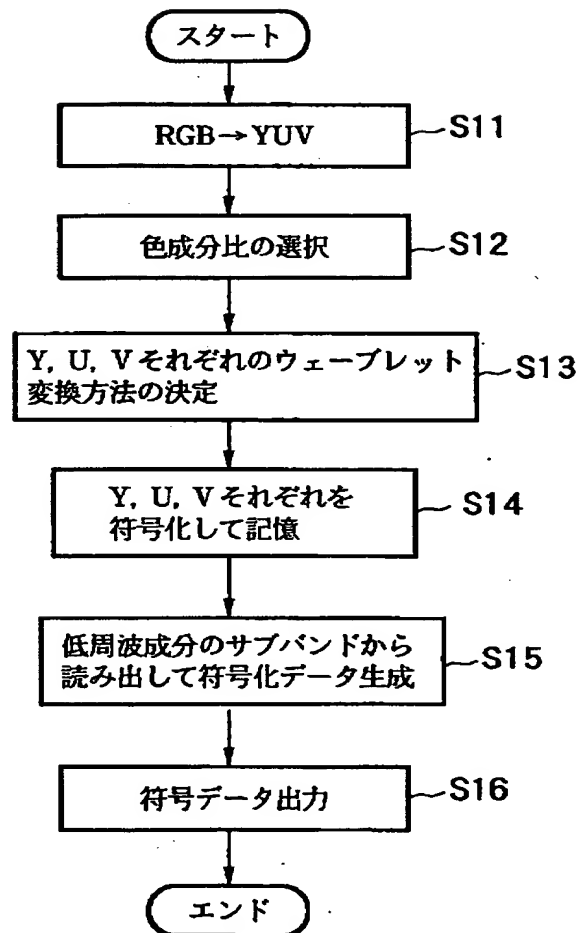 スタート
RGB→YUV
S11
色成分比の選択
S12
Y, U, Vそれぞれのウェーブレット
変換方法の決定
S13
Y, U, Vそれぞれを
符号化して記憶
S14
低周波成分のサブバンドから
読み出して符号化データ生成
S15
符号データ出力
S16
エンド